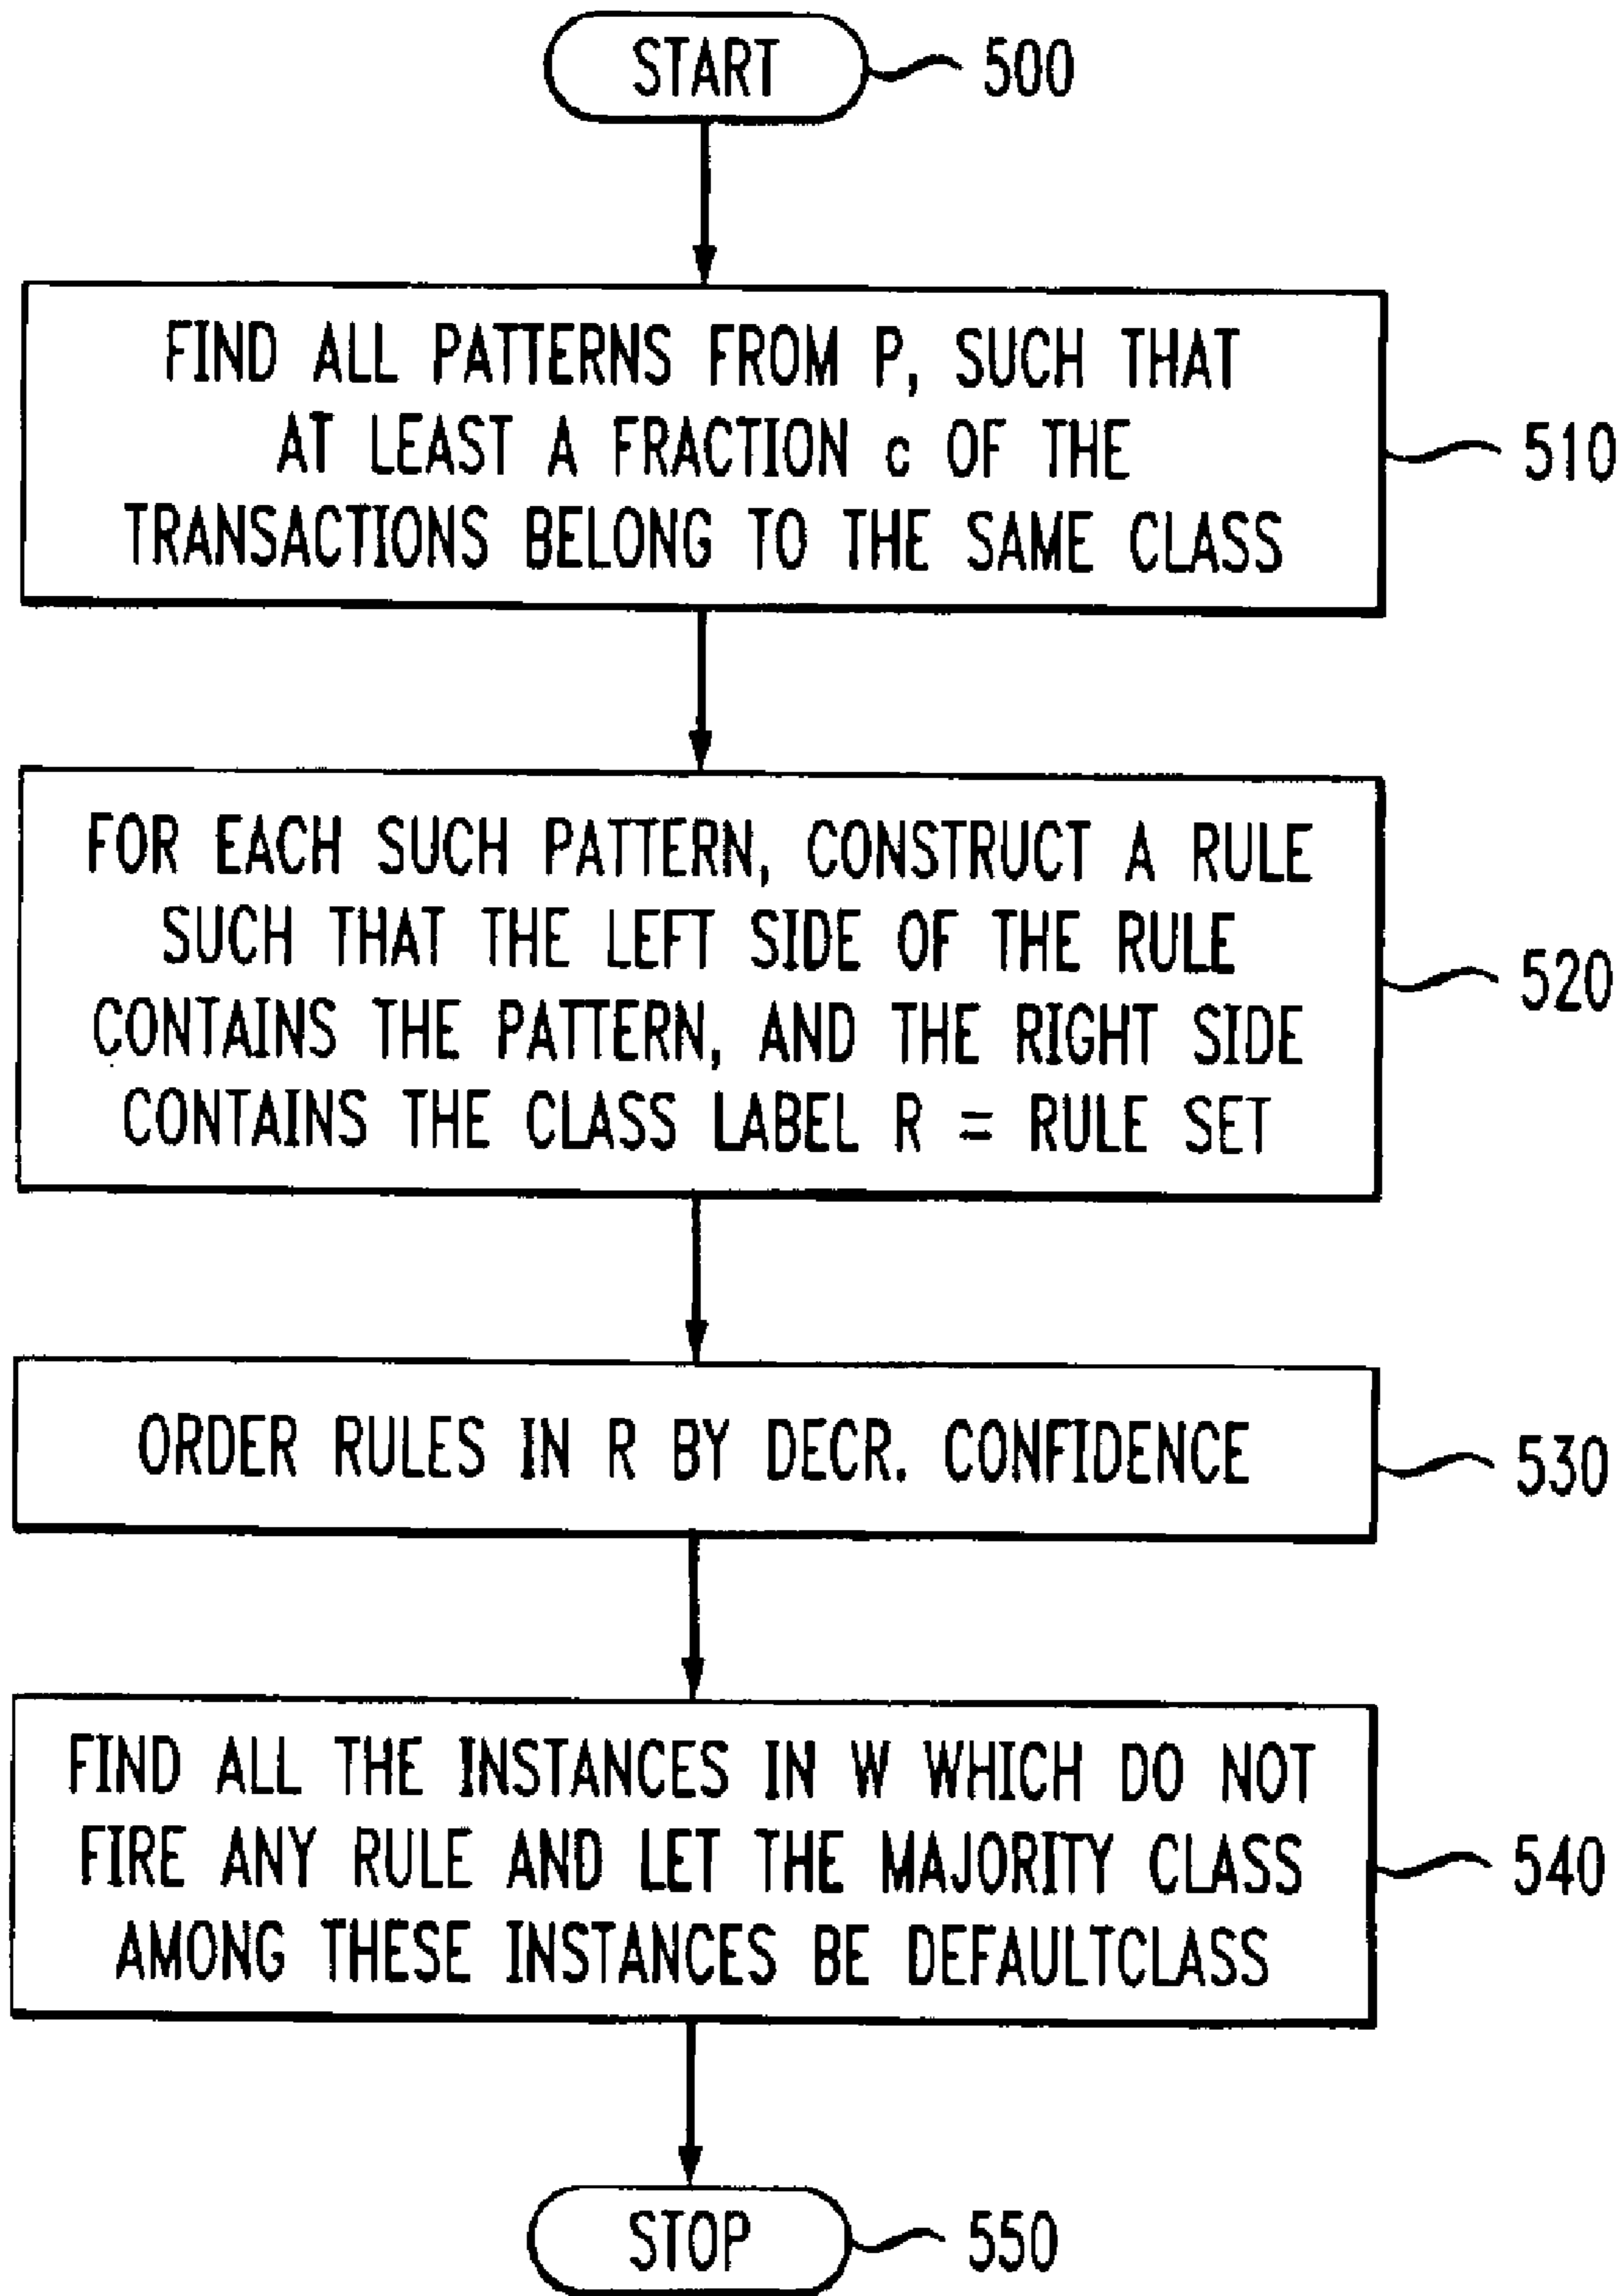 START
500
FIND ALL PATTERNS FROM P, SUCH THAT
AT LEAST A FRACTION c OF THE
TRANSACTIONS BELONG TO THE SAME CLASS
510
FOR EACH SUCH PATTERN, CONSTRUCT A RULE
SUCH THAT THE LEFT SIDE OF THE RULE
CONTAINS THE PATTERN, AND THE RIGHT SIDE
CONTAINS THE CLASS LABEL R = RULE SET
520
ORDER RULES IN R BY DECR. CONFIDENCE
530
FIND ALL THE INSTANCES IN W WHICH DO NOT
FIRE ANY RULE AND LET THE MAJORITY CLASS
AMONG THESE INSTANCES BE DEFAULTCLASS
540
STOP
550